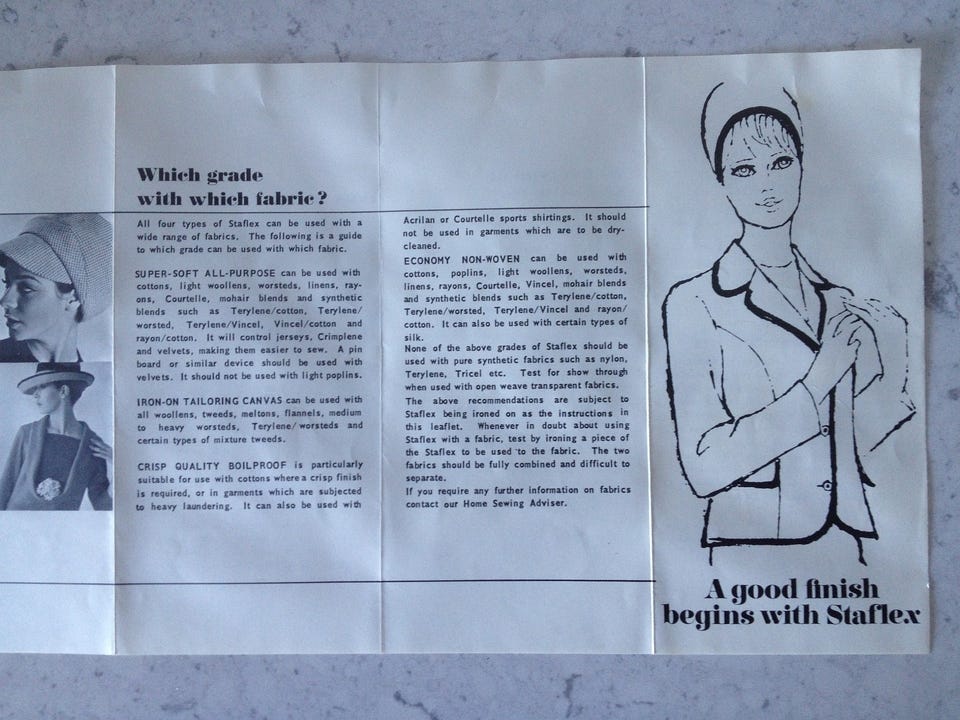 Which grade
with which fabric?
All four types of Staflex can be used with a
wide range of fabrics. The following is a guide
to which grade can be used with which fabric.
SUPER-SOFT ALL-PURPOSE can be used with
cottons, light woollens, worsteds, linens, ray-
ons, Courtelle, mohair blends and synthetic
blends such as Terylene/cotton, Terylene/
worsted, Terylene/Vincel, Vincel/cotton and
rayon/cotton. It will control jerseys, Crimplene
and velvets, making them easier to sew. A pin
board or similar device should be used with
velvets. It should not be used with light poplins.
IRON-ON TAILORING CANVAS can be used with
all woollens, tweeds, meltons, flannels, medium
to heavy worsteds, Terylene/worsteds and
certain types of mixture tweeds.
CRISP QUALITY BOILPROOF is particularly
suitable for use with cottons where a crisp finish
is required, or in garments which are subjected
to heavy laundering. It can also be used with
Acrilan or Courtelle sports shirtings. It should
not be used in garments which are to be dry-
cleaned.
ECONOMY NON-WOVEN can be used with
cottons, poplins, light woollens, worsteds,
linens, rayons, Courtelle, Vincel, mohair blends
and synthetic blends such as Terylene/cotton,
Terylene/worsted, Terylene/Vincel and rayon/
cotton. It can also be used with certain types of
silk.
None of the above grades of Staflex should be
used with pure synthetic fabrics such as nylon,
Terylene, Tricel etc. Test for show through
when used with open weave transparent fabrics.
The above recommendations are subject to
Staflex being ironed on as the instructions in
this leaflet. Whenever in doubt about using
Staflex with a fabric, test by ironing a piece of
the Staflex to be used to the fabric. The two
fabrics should be fully combined and difficult to
separate.
If you require any further information on fabrics
contact our Home Sewing Adviser.
A good finish
begins with Staflex